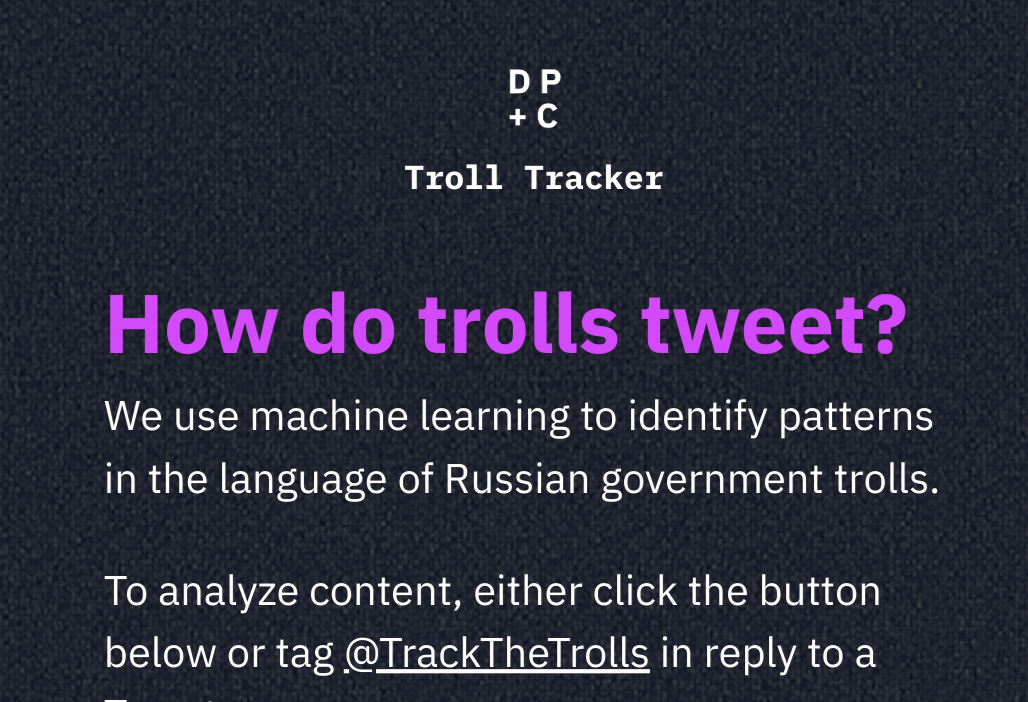 D P
+ C
Troll Tracker
How do trolls tweet?
We use machine learning to identify patterns
in the language of Russian government trolls.
To analyze content, either click the button
below or tag @TrackTheTrolls in reply to a